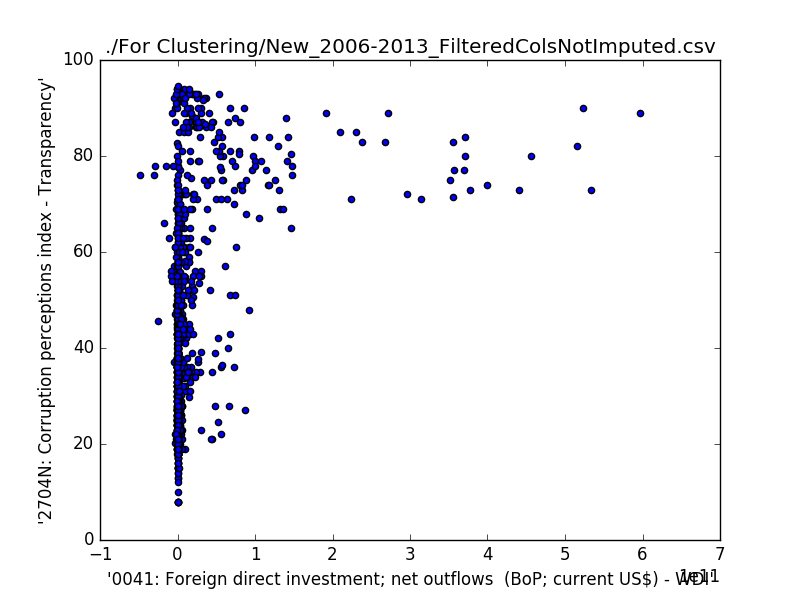 ./For Clustering/New_2006-2013_FilteredColsNotImputed.csv
100
80
60
40
20
0
'2704N: Corruption perceptions index - Transparency'
−1 0 1 2 3 4 5 6 7
1e11
'0041: Foreign direct investment; net outflows (BoP; current US$) - WDI'